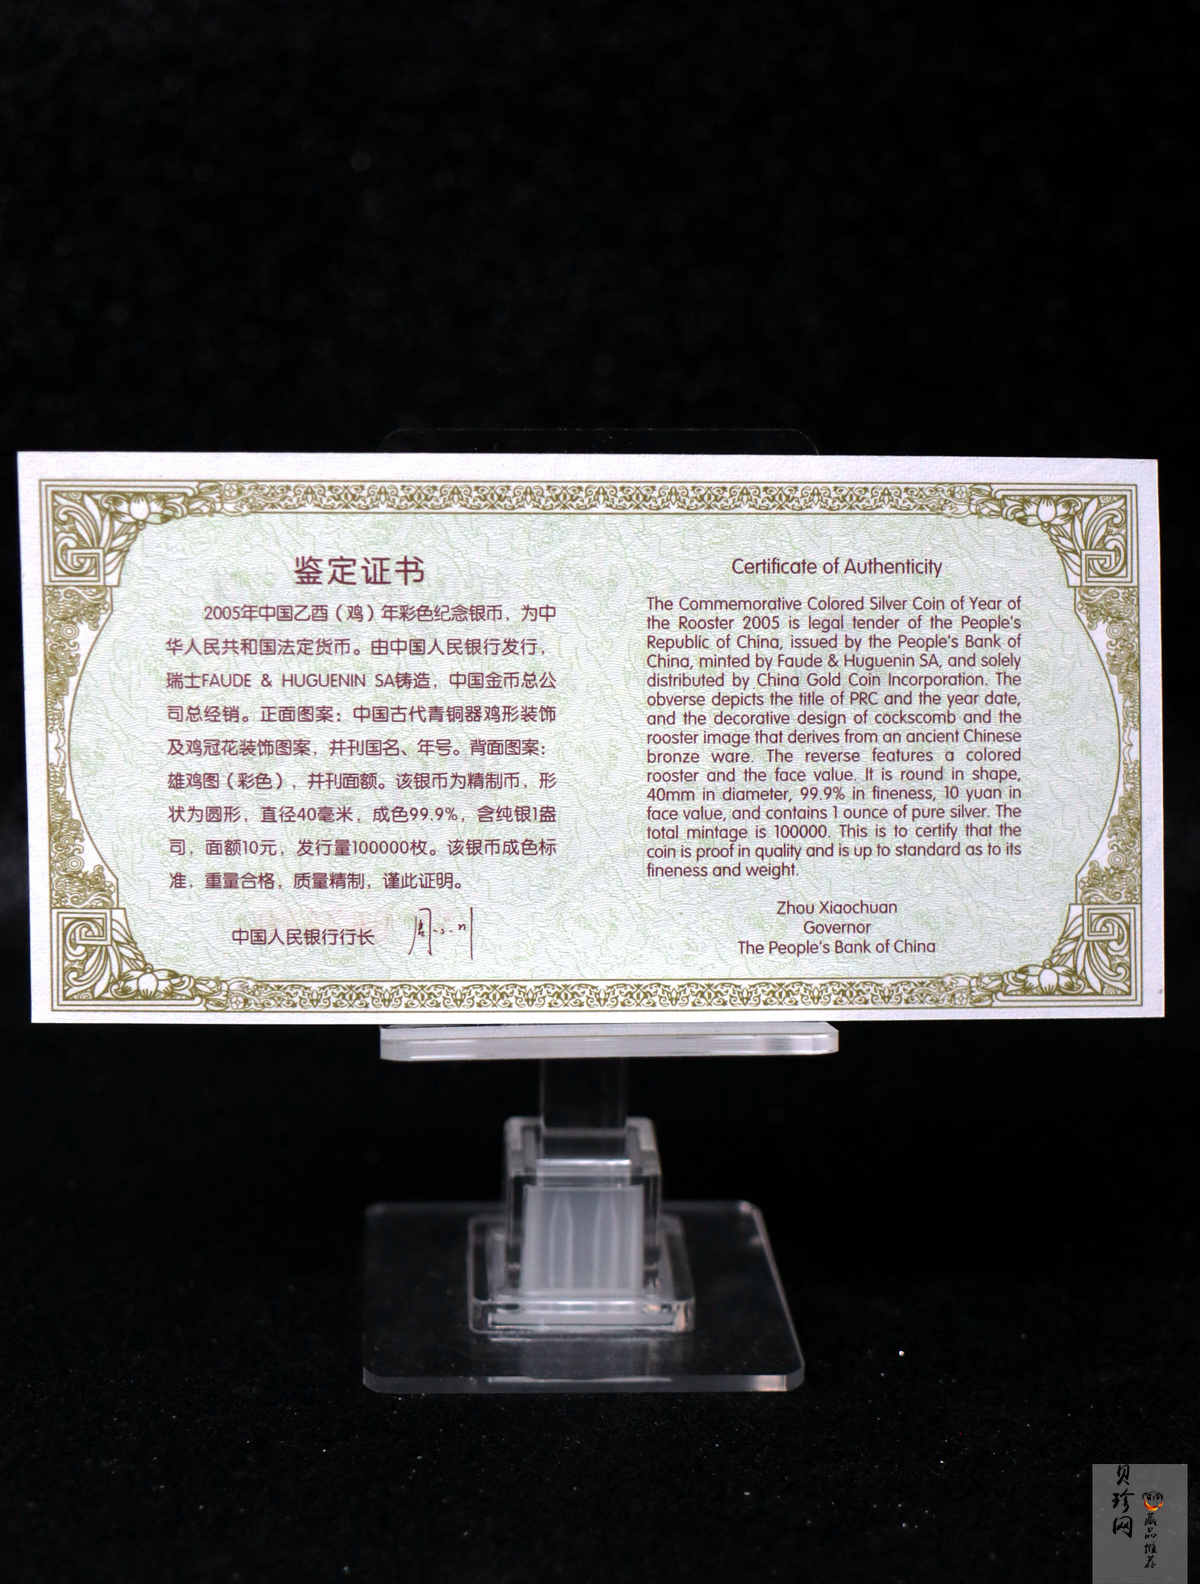 鉴定证书
2005年中国乙酉（鸡）年彩色纪念银币，为中
华人民共和国法定货币。由中国人民银行发行，
瑞士FAUDE & HUGUENIN SA铸造，中国金币总公
司总经销。正面图案：中国古代青铜器鸡形装饰
及鸡冠花装饰图案，并刊国名、年号。背面图案：
雄鸡图（彩色），并刊面额。该银币为精制币，形
状为圆形，直径40毫米，成色99.9%，含纯银1盎
司，面额10元，发行量100000枚。该银币成色标
准，重量合格，质量精制，谨此证明。
中国人民银行行长 周小川
Certificate of Authenticity
The Commemorative Colored Silver Coin of Year of
the Rooster 2005 is legal tender of the People's
Republic of China, issued by the People's Bank of
China, minted by Faude & Huguenin SA, and solely
distributed by China Gold Coin Incorporation. The
obverse depicts the title of PRC and the year date,
and the decorative design of cockscomb and the
rooster image that derives from an ancient Chinese
bronze ware. The reverse features a colored
rooster and the face value. It is round in shape,
40mm in diameter, 99.9% in fineness, 10 yuan in
face value, and contains 1 ounce of pure silver. The
total mintage is 100000. This is to certify that the
coin is proof in quality and is up to standard as to its
fineness and weight.
Zhou Xiaochuan
Governor
The People's Bank of China
贝珍网
藏品推荐